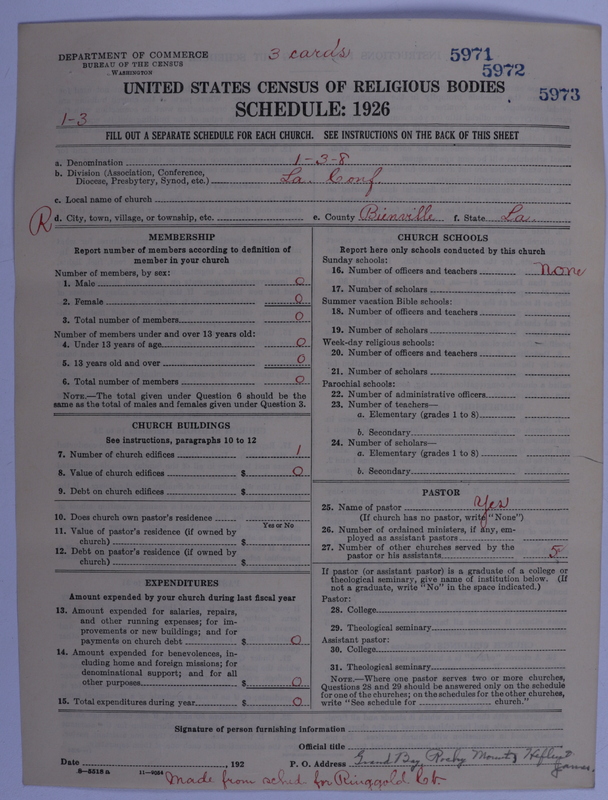 DEPARTMENT OF COMMERCE
BUREAU OF THE CENSUS
WASHINGTON
3 cards
5971
5972
5973
UNITED STATES CENSUS OF RELIGIOUS BODIES
SCHEDULE: 1926
1-3
FILL OUT A SEPARATE SCHEDULE FOR EACH CHURCH. SEE INSTRUCTIONS ON THE BACK OF THIS SHEET
a. Denomination 1-3-8
b. Division (Association, Conference,
Diocese, Presbytery, Synod, etc.) La. Conf.
c. Local name of church
R d. City, town, village, or township, etc. e. County Bienville f. State La.
MEMBERSHIP
Report number of members according to definition of
member in your church
Number of members, by sex:
1. Male 0
2. Female 0
3. Total number of members 0
Number of members under and over 13 years old:
4. Under 13 years of age 0
5. 13 years old and over 0
6. Total number of members 0
NOTE.—The total given under Question 6 should be
same as the total of males and females given under Question 3.
CHURCH BUILDINGS
See instructions, paragraphs 10 to 12
7. Number of church edifices 1
8. Value of church edifices $ 0
9. Debt on church edifices $
10. Does church own pastor's residence
Yes or No
11. Value of pastor's residence (if owned by
church) $
12. Debt on pastor's residence (if owned by
church) $
EXPENDITURES
Amount expended by your church during last fiscal year
13. Amount expended for salaries, repairs,
and other running expenses; for im-
provements or new buildings; and for
payments on church debt $ 0
14. Amount expended for benevolences, in-
cluding home and foreign missions; for
denominational support; and for all
other purposes $ 0
15. Total expenditures during year $ 0
CHURCH SCHOOLS
Report here only schools conducted by this church
Sunday schools:
16. Number of officers and teachers None
17. Number of scholars
Summer vacation Bible schools:
18. Number of officers and teachers
19. Number of scholars
Week-day religious schools:
20. Number of officers and teachers
21. Number of scholars
Parochial schools:
22. Number of administrative officers
23. Number of teachers—
a. Elementary (grades 1 to 8)
b. Secondary
24. Number of scholars—
a. Elementary (grades 1 to 8)
b. Secondary
PASTOR
25. Name of pastor Yes
(If church has no pastor, write "None")
26. Number of ordained ministers, if any, em-
ployed as assistant pastors
27. Number of other churches served by the
pastor or his assistants 5
If pastor (or assistant pastor) is a graduate of a college or
theological seminary, give name of institution below. (If
not a graduate, write "No" in the space indicated.)
Pastor:
28. College
29. Theological seminary
Assistant pastor:
30. College
31. Theological seminary
NOTE.—Where one pastor serves two or more churches,
Questions 28 and 29 should be answered only on the schedule
for one of the churches; on the schedules for the other churches,
write "See schedule for church."
Signature of person furnishing information
Official title
Date , 192 P. O. Address Grand Bay Mount
8—5518 a 11—9054
Made from sched for Ringgold Ct.